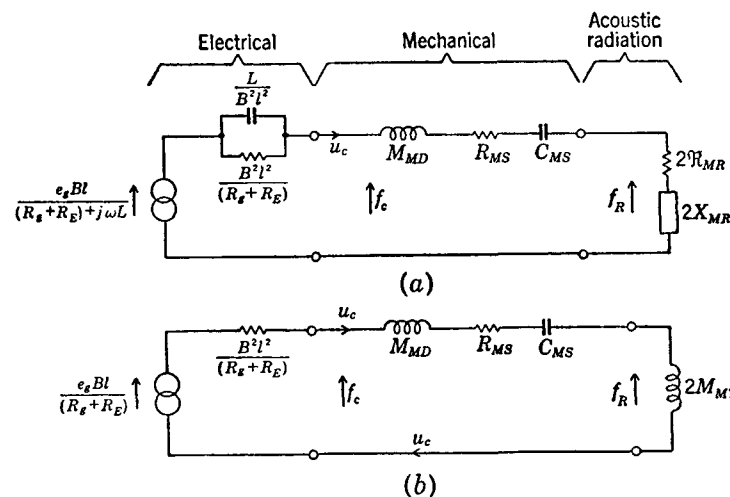 Acoustic
Electrical Mechanical radiation
L
B²l²
u_c M_MD R_MS C_MS
B²l²
(R_g+R_E)
2ℜ_MR
e_gBl
(R_g+R_E)+jωL
f_c f_R
2X_MR
(a)
u_c
B²l²
(R_g+R_E)
M_MD R_MS C_MS
e_gBl
(R_g+R_E)
f_c f_R
u_c
(b)